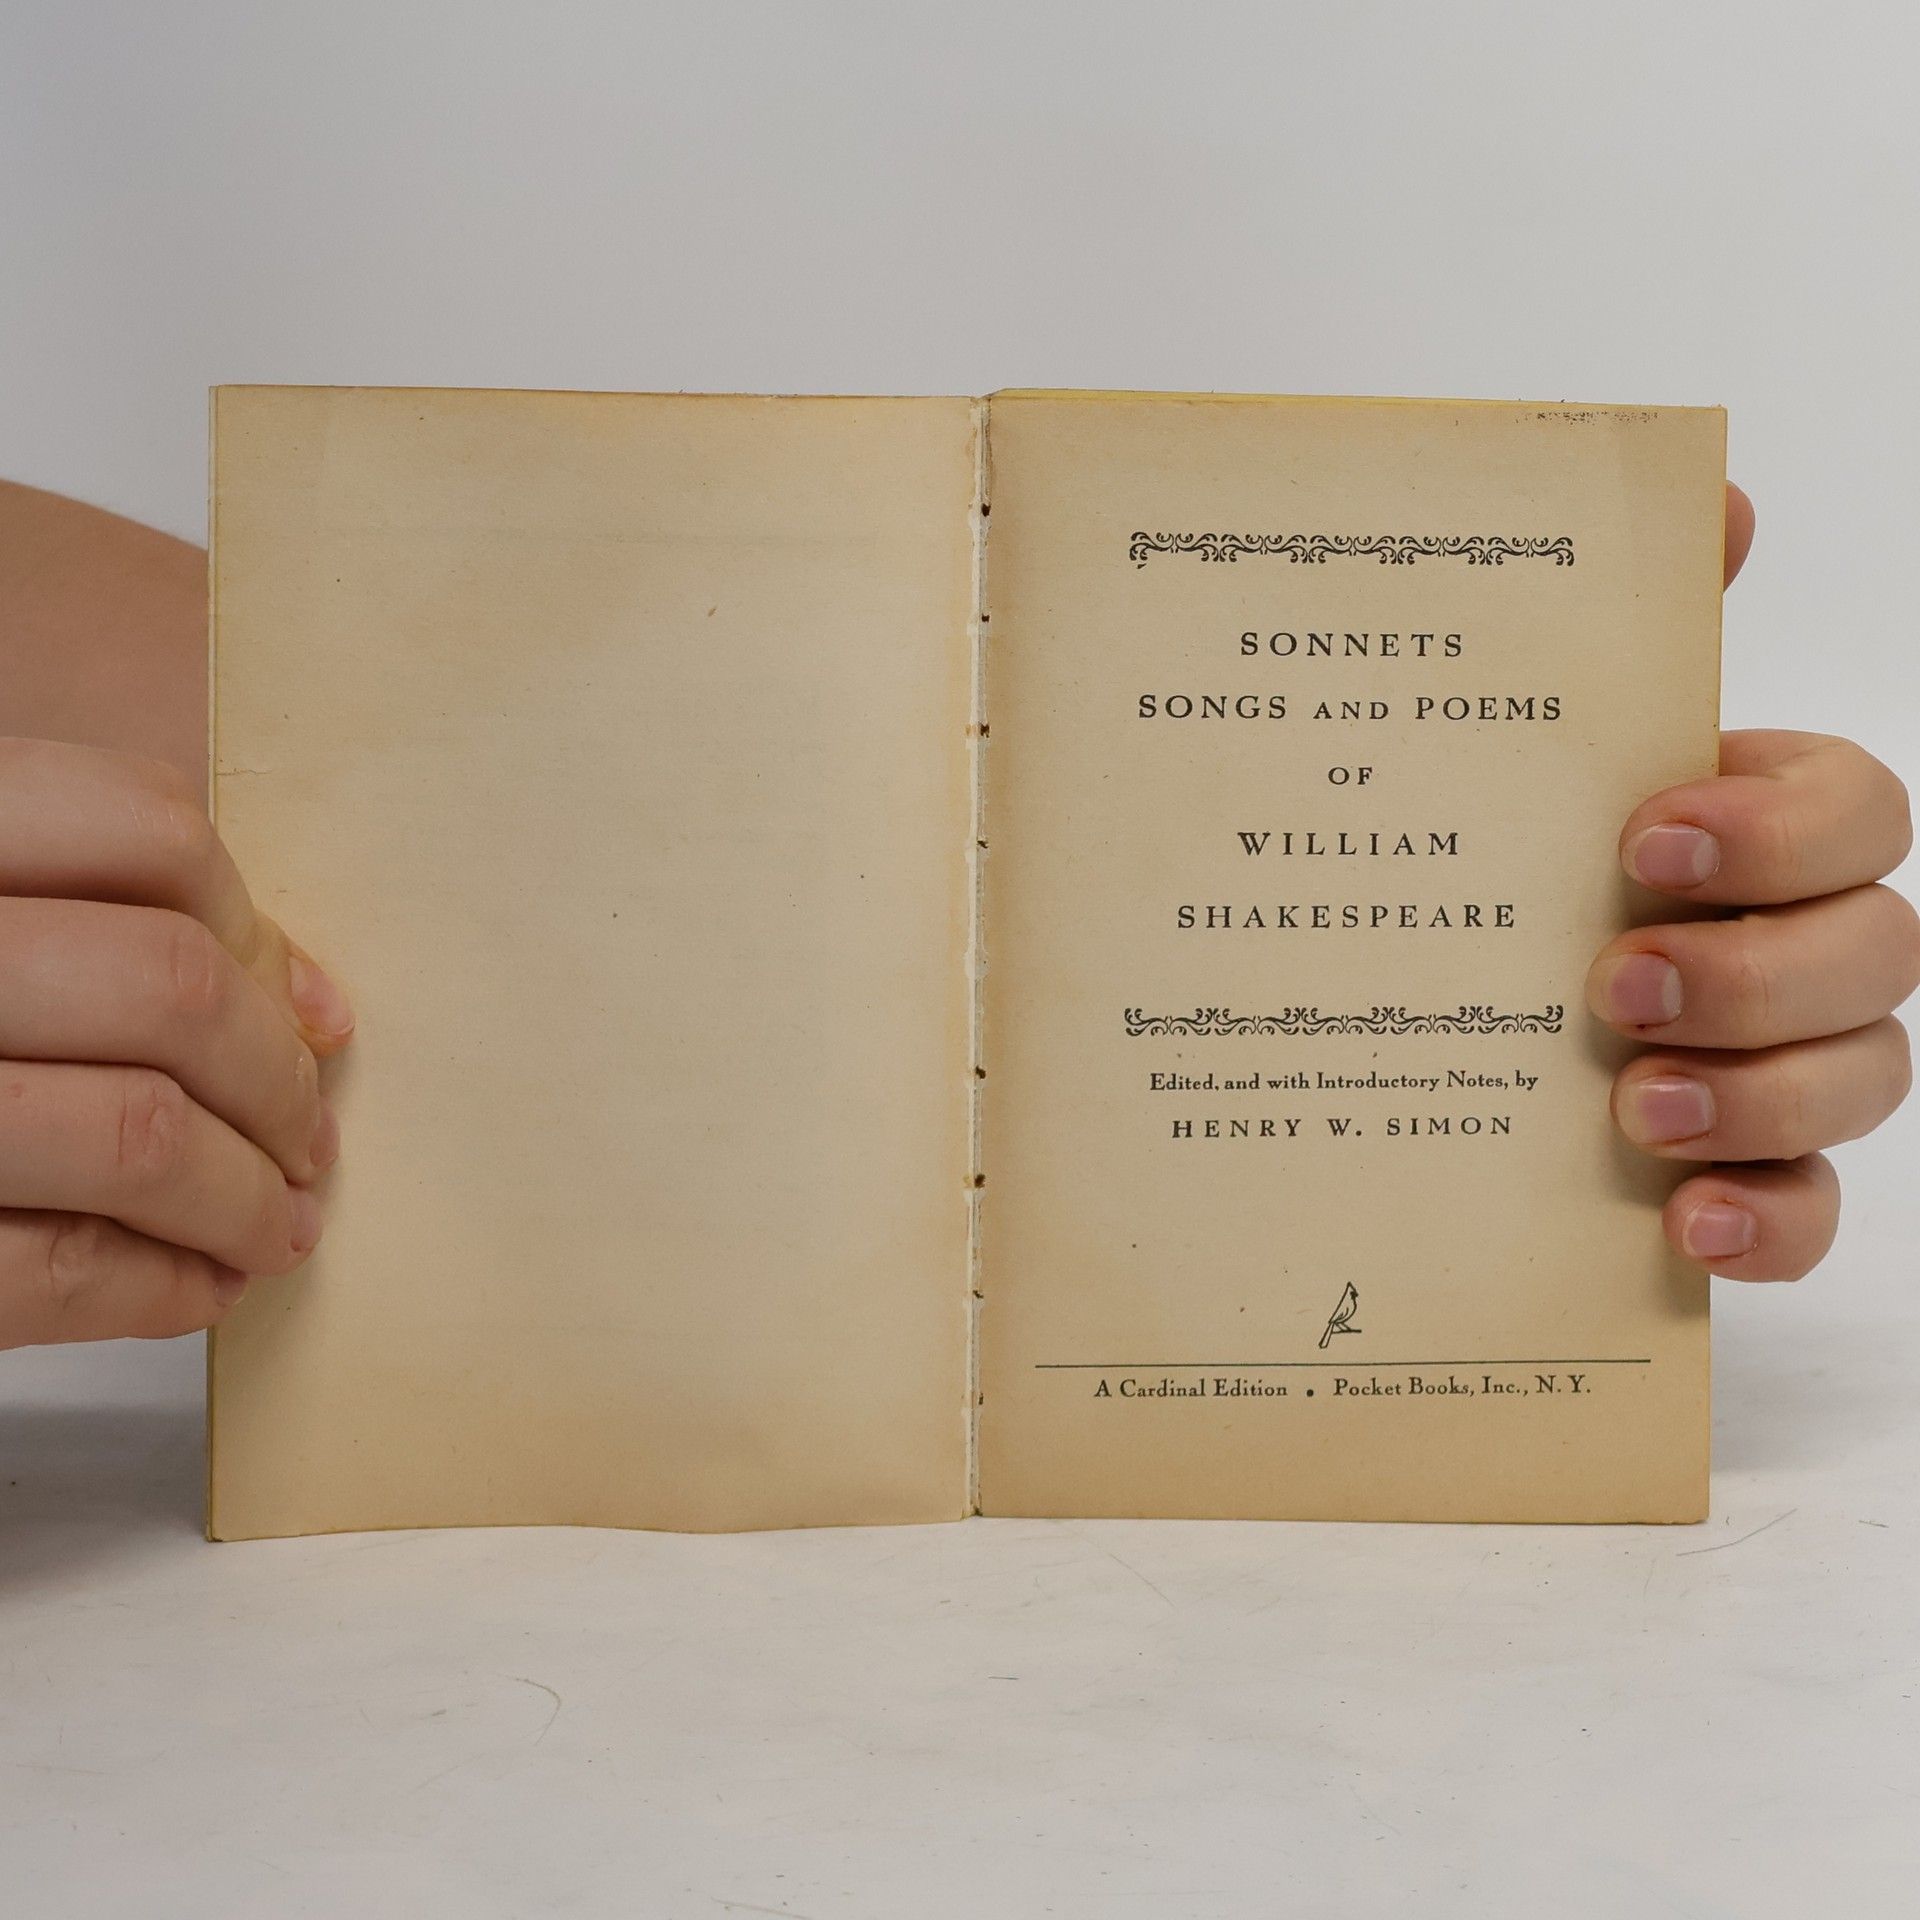 SONNETS
SONGS AND POEMS
OF
WILLIAM
SHAKESPEARE
Edited, and with Introductory Notes, by
HENRY W. SIMON
A Cardinal Edition • Pocket Books, Inc., N. Y.